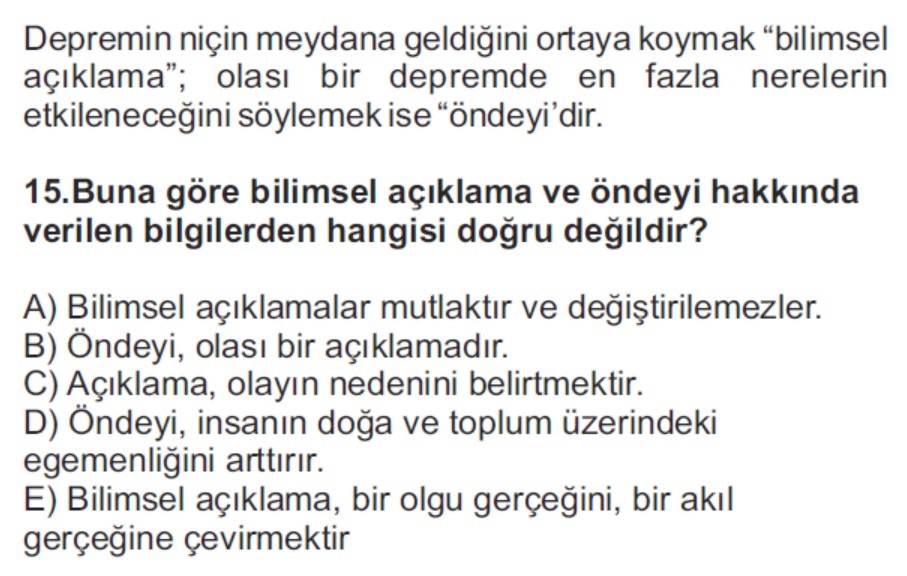 Depremin niçin meydana geldiğini ortaya koymak “bilimsel
açıklama”; olası bir depremde en fazla nerelerin
etkileneceğini söylemek ise “öndeyi’dir.
15.Buna göre bilimsel açıklama ve öndeyi hakkında
verilen bilgilerden hangisi doğru değildir?
A) Bilimsel açıklamalar mutlaktır ve değiştirilemezler.
B) Öndeyi, olası bir açıklamadır.
C) Açıklama, olayın nedenini belirtmektir.
D) Öndeyi, insanın doğa ve toplum üzerindeki
egemenliğini arttırır.
E) Bilimsel açıklama, bir olgu gerçeğini, bir akıl
gerçeğine çevirmektir